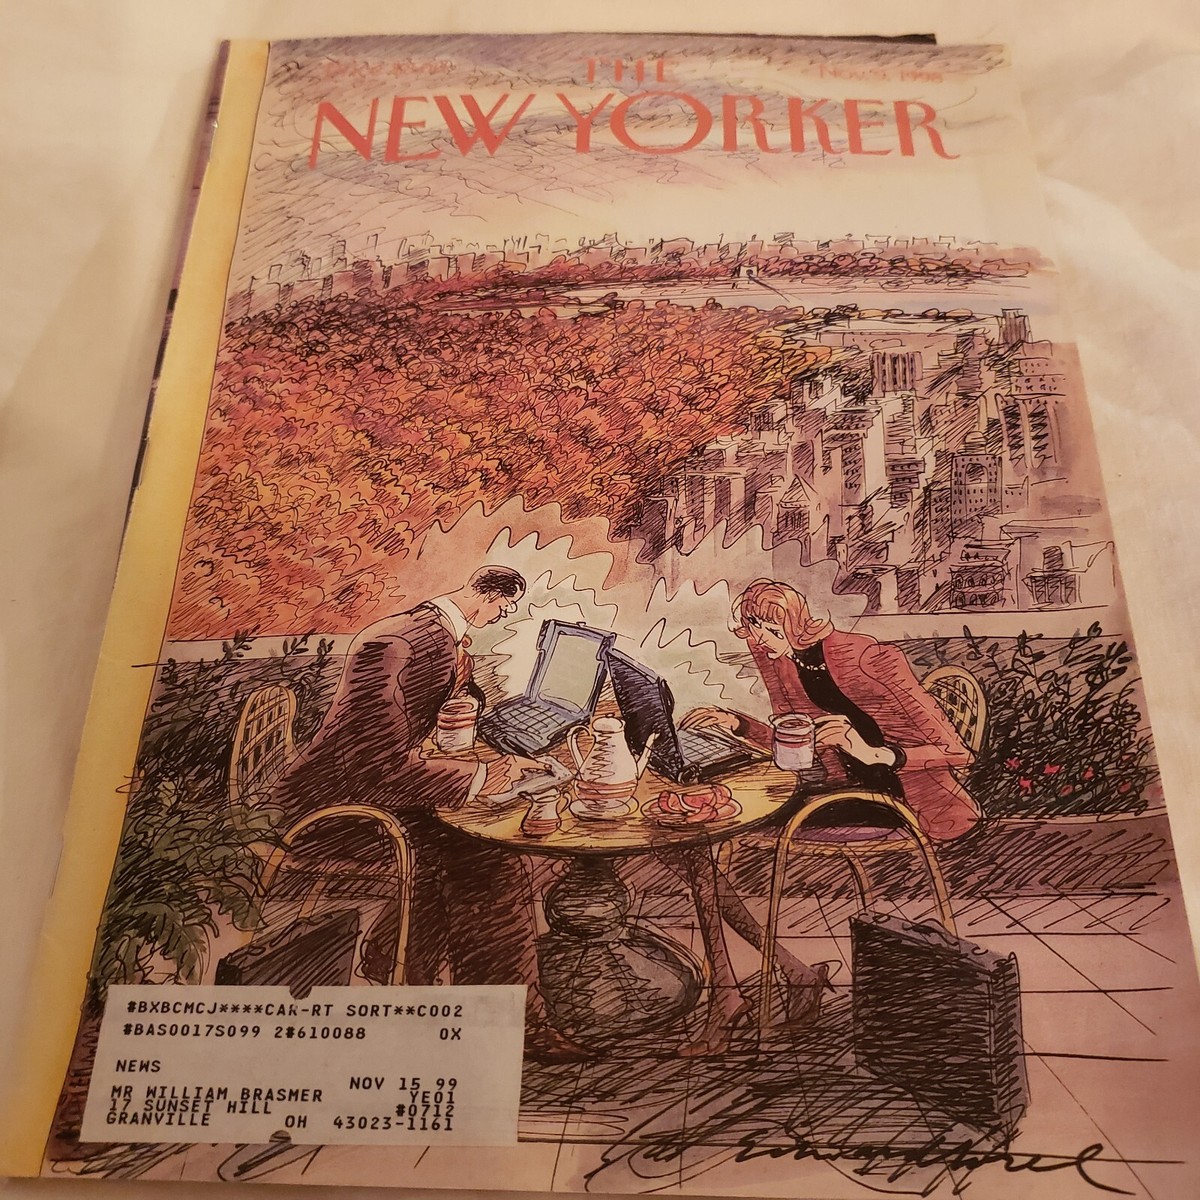 THE
Nov. 9, 1998
NEW YORKER
#BXBCMCJ****CAR-RT SORT**C002
#BAS0017S099 2#610088 OX
NEWS
NOV 15 99
MR WILLIAM BRASMER YE01
17 SUNSET HILL #0712
GRANVILLE OH 43023-1161